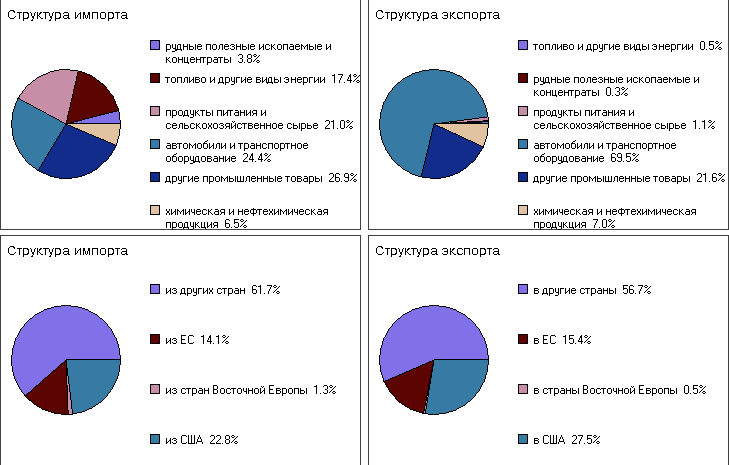 Структура импорта
рудные полезные ископаемые и
концентраты 3.8%
топливо и другие виды энергии 17.4%
продукты питания и
сельскохозяйственное сырье 21.0%
автомобили и транспортное
оборудование 24.4%
другие промышленные товары 26.9%
химическая и нефтехимическая
продукция 6.5%
Структура экспорта
топливо и другие виды энергии 0.5%
рудные полезные ископаемые и
концентраты 0.3%
продукты питания и
сельскохозяйственное сырье 1.1%
автомобили и транспортное
оборудование 69.5%
другие промышленные товары 21.6%
химическая и нефтехимическая
продукция 7.0%
Структура импорта
из других стран 61.7%
из ЕС 14.1%
из стран Восточной Европы 1.3%
из США 22.8%
Структура экспорта
в другие страны 56.7%
в ЕС 15.4%
в страны Восточной Европы 0.5%
в США 27.5%